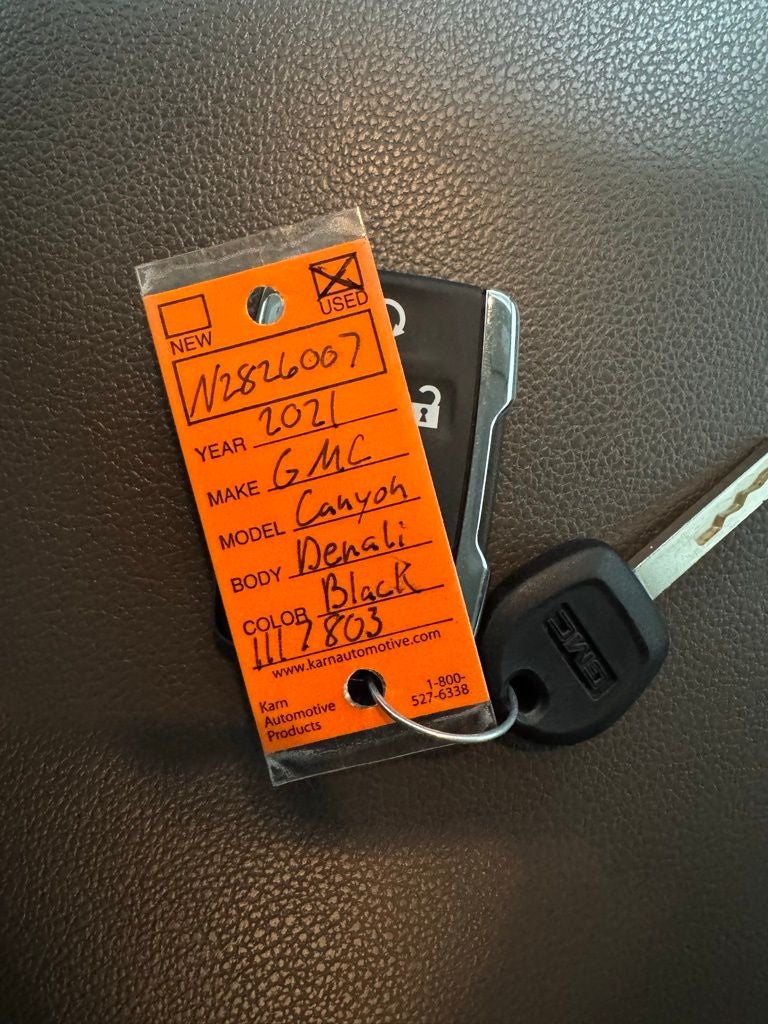 NEW
USED
N2826007
YEAR 2021
MAKE GMC
MODEL Canyon
BODY Denali
COLOR Black
1117803
www.karnautomotive.com
Karn
Automotive
Products
1-800-
527-6338
GMC